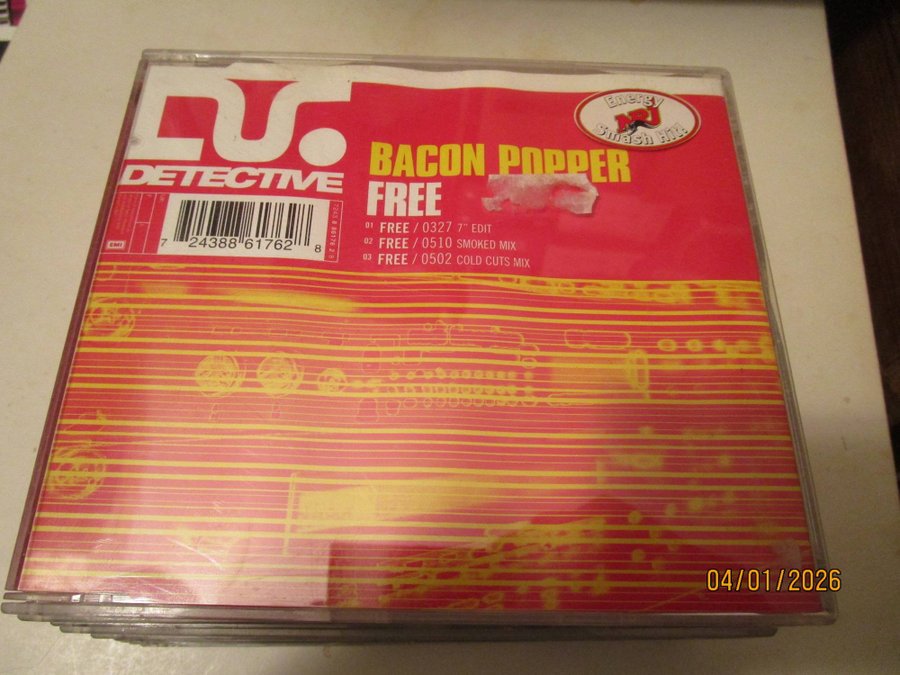 nu.
DETECTIVE
Energy
NRJ
Smash Hit!
BACON POPPER
FREE
01 FREE / 0327 7" EDIT
02 FREE / 0510 SMOKED MIX
03 FREE / 0502 COLD CUTS MIX
EMI
7 24388 61762 8
04/01/2026